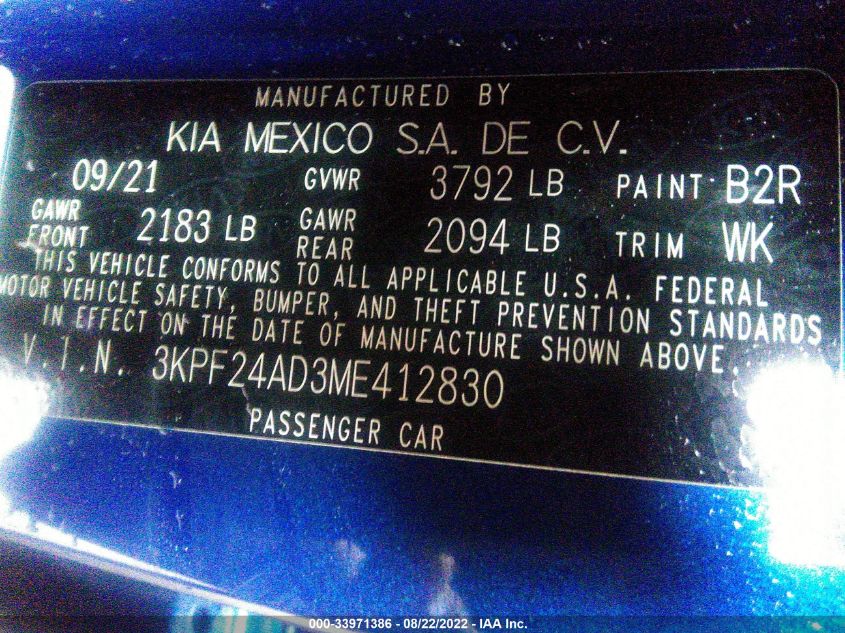 MANUFACTURED BY
KIA MEXICO S.A. DE C.V.
09/21 GVWR 3792 LB PAINT B2R
GAWR FRONT 2183 LB GAWR REAR 2094 LB TRIM WK
THIS VEHICLE CONFORMS TO ALL APPLICABLE U.S.A. FEDERAL
MOTOR VEHICLE SAFETY, BUMPER, AND THEFT PREVENTION STANDARDS
IN EFFECT ON THE DATE OF MANUFACTURE SHOWN ABOVE.
V.I.N. 3KPF24AD3ME412830
PASSENGER CAR
000-33971386 - 08/22/2022 - IAA Inc.